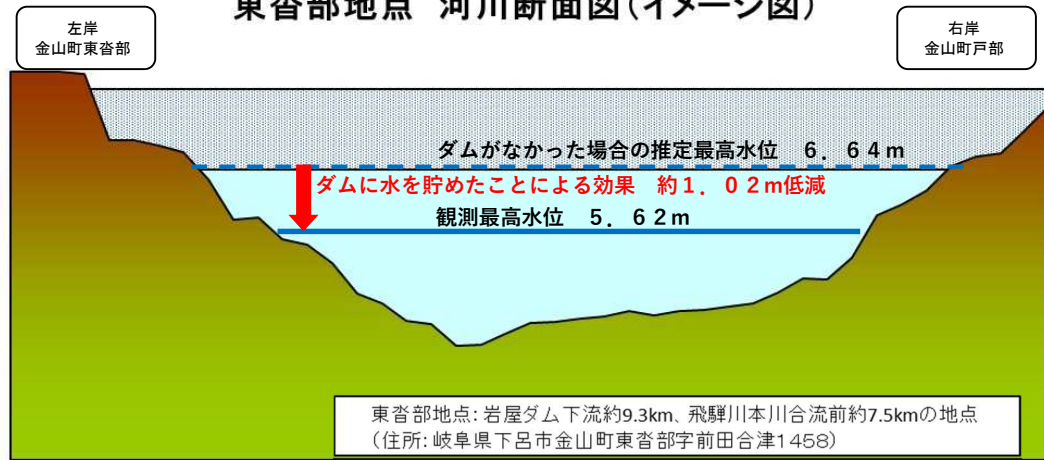 東沓部地点 河川断面図(イメージ図)
左岸
金山町東沓部
右岸
金山町戸部
ダムがなかった場合の推定最高水位 6.64m
ダムに水を貯めたことによる効果 約1.02m低減
観測最高水位 5.62m
東沓部地点:岩屋ダム下流約9.3km、飛騨川本川合流前約7.5kmの地点
(住所:岐阜県下呂市金山町東沓部字前田合津1458)